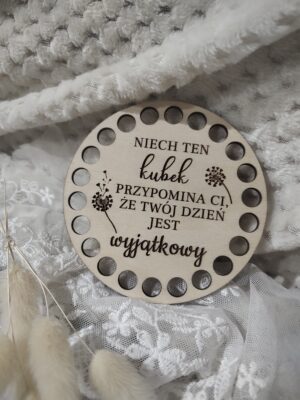 NIECH TEN
kubek
PRZYPOMINA CI,
ŻE TWÓJ DZIEŃ
JEST
wyjątkowy